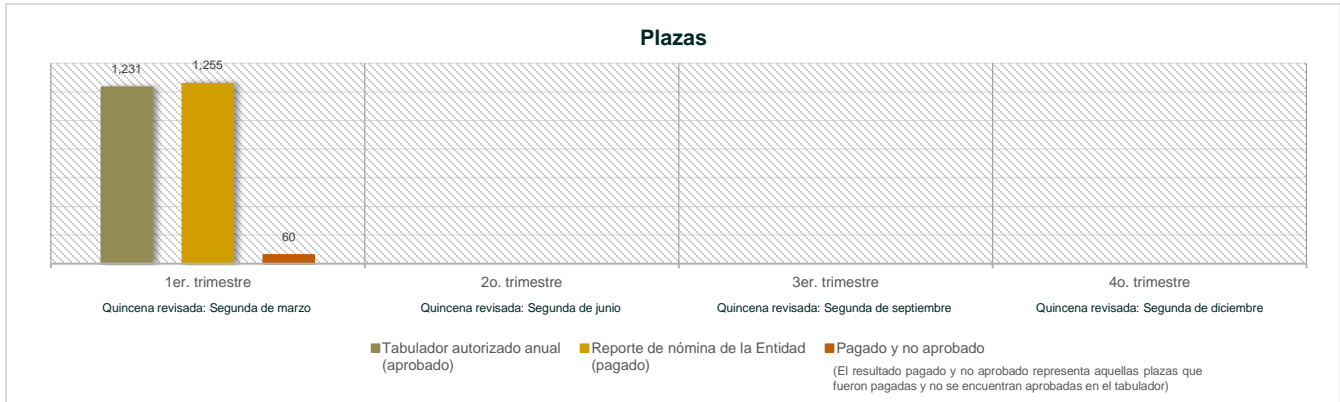 Plazas
1,231
1,255
60
1er. trimestre
2o. trimestre
3er. trimestre
4o. trimestre
Quincena revisada: Segunda de marzo
Quincena revisada: Segunda de junio
Quincena revisada: Segunda de septiembre
Quincena revisada: Segunda de diciembre
Tabulador autorizado anual
(aprobado)
Reporte de nómina de la Entidad
(pagado)
Pagado y no aprobado
(El resultado pagado y no aprobado representa aquellas plazas que
fueron pagadas y no se encuentran aprobadas en el tabulador)